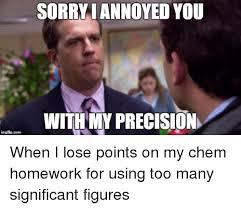 SORRY I ANNOYED YOU
WITH MY PRECISION
imgflip.com
When I lose points on my chem
homework for using too many
significant figures